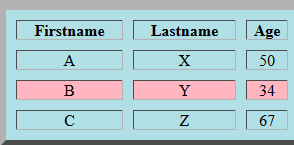 Firstname Lastname Age
A X 50
B Y 34
C Z 67